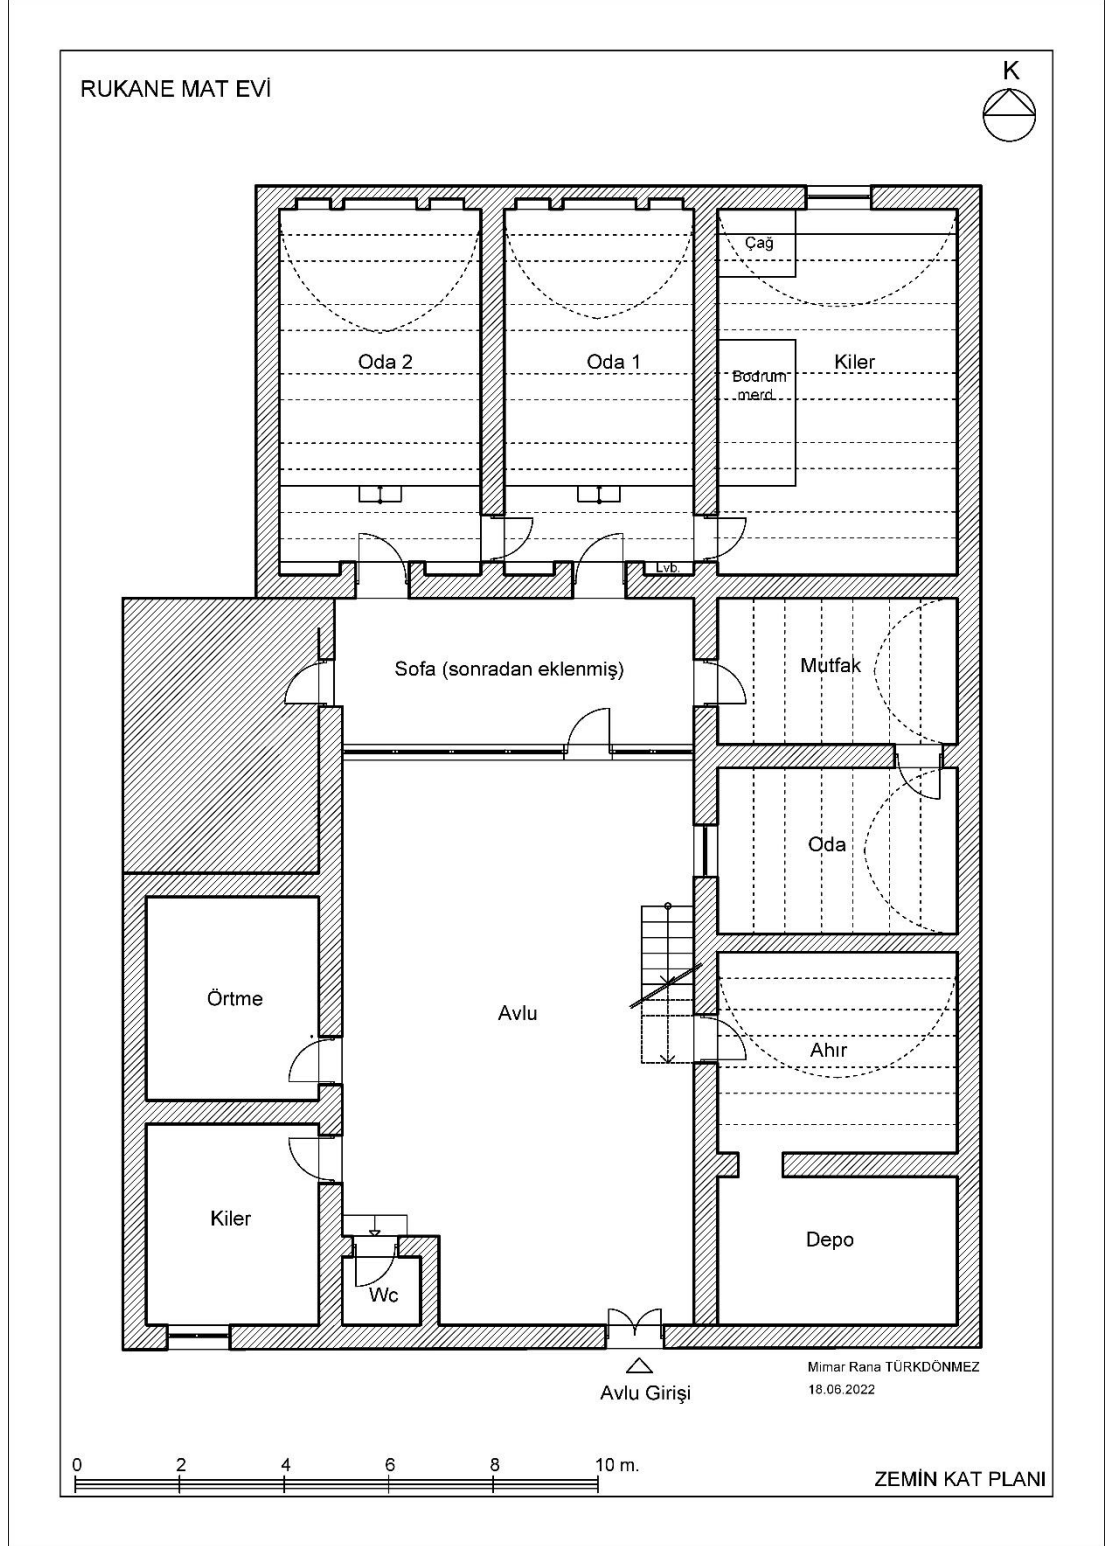 RUKANE MAT EVİ
K
Çağ
Oda 2
Oda 1
Kiler
Bodrum
merd.
Lvb.
Sofa (sonradan eklenmiş)
Mutfak
Oda
Örtme
Avlu
Ahır
Kiler
Depo
Wc
Avlu Girişi
Mimar Rana TÜRKDÖNMEZ
18.06.2022
0 2 4 6 8 10 m.
ZEMİN KAT PLANI